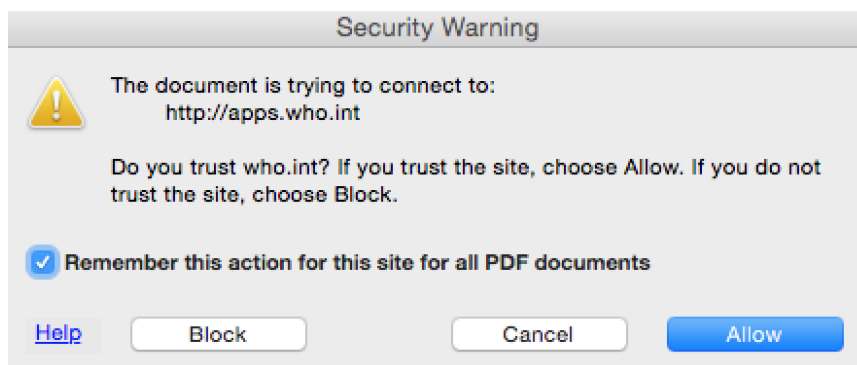 Security Warning
The document is trying to connect to:
http://apps.who.int
Do you trust who.int? If you trust the site, choose Allow. If you do not
trust the site, choose Block.
Remember this action for this site for all PDF documents
Help Block Cancel Allow